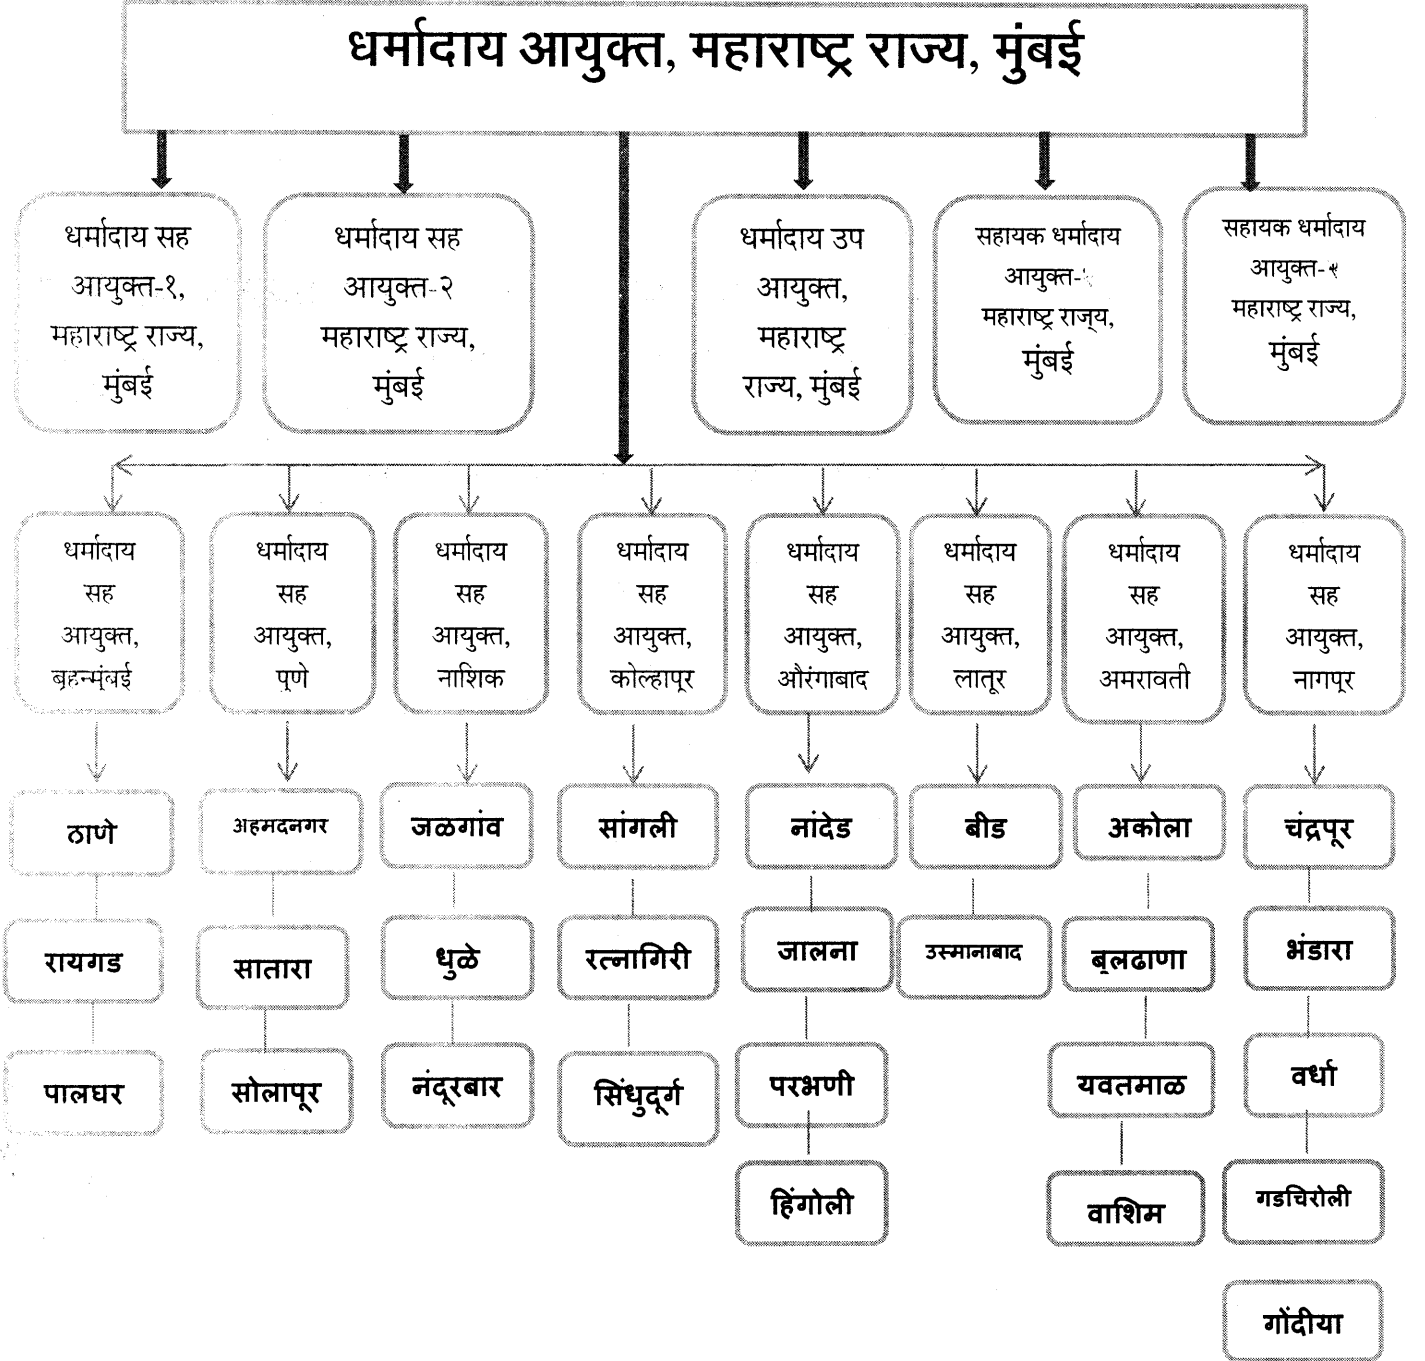 धर्मादाय आयुक्त, महाराष्ट्र राज्य, मुंबई
धर्मादाय सह
आयुक्त-१,
महाराष्ट्र राज्य,
मुंबई
धर्मादाय सह
आयुक्त-२
महाराष्ट्र राज्य,
मुंबई
धर्मादाय उप
आयुक्त,
महाराष्ट्र
राज्य, मुंबई
सहायक धर्मादाय
आयुक्त-
महाराष्ट्र राज्य,
मुंबई
सहायक धर्मादाय
आयुक्त-
महाराष्ट्र राज्य,
मुंबई
धर्मादाय
सह
आयुक्त,
बृहन्मुंबई
धर्मादाय
सह
आयुक्त,
पुणे
धर्मादाय
सह
आयुक्त,
नाशिक
धर्मादाय
सह
आयुक्त,
कोल्हापूर
धर्मादाय
सह
आयुक्त,
औरंगाबाद
धर्मादाय
सह
आयुक्त,
लातूर
धर्मादाय
सह
आयुक्त,
अमरावती
धर्मादाय
सह
आयुक्त,
नागपूर
ठाणे
अहमदनगर
जळगांव
सांगली
नांदेड
बीड
अकोला
चंद्रपूर
रायगड
सातारा
धुळे
रत्नागिरी
जालना
उस्मानाबाद
बुलढाणा
भंडारा
पालघर
सोलापूर
नंदूरबार
सिंधुदूर्ग
परभणी
यवतमाळ
वर्धा
हिंगोली
वाशिम
गडचिरोली
गोंदीया